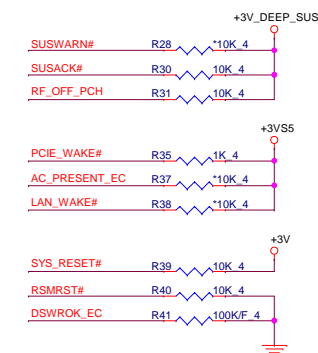 +3V_DEEP_SUS
SUSWARN# R28 *10K_4
SUSACK# R30 10K_4
RF_OFF_PCH R31 10K_4
+3VS5
PCIE_WAKE# R35 1K_4
AC_PRESENT_EC R37 *10K_4
LAN_WAKE# R38 *10K_4
+3V
SYS_RESET# R39 10K_4
RSMRST# R40 10K_4
DSWROK_EC R41 100K/F_4